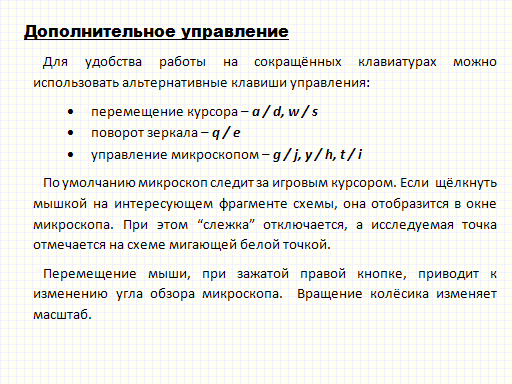 Дополнительное управление
Для удобства работы на сокращённых клавиатурах можно
использовать альтернативные клавиши управления:
• перемещение курсора – a / d, w / s
• поворот зеркала – q / e
• управление микроскопом – g / j, y / h, t / i
По умолчанию микроскоп следит за игровым курсором. Если щёлкнуть
мышкой на интересующем фрагменте схемы, она отобразится в окне
микроскопа. При этом “слежка” отключается, а исследуемая точка
отмечается на схеме мигающей белой точкой.
Перемещение мыши, при зажатой правой кнопке, приводит к
изменению угла обзора микроскопа. Вращение колёсика изменяет
масштаб.